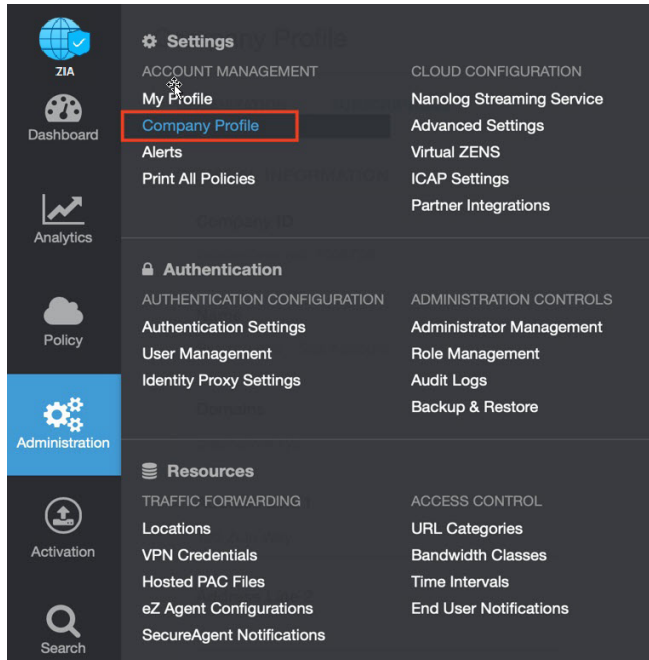 ZIA
Dashboard
Analytics
Policy
Administration
Activation
Search
Settings
ACCOUNT MANAGEMENT
My Profile
Company Profile
Alerts
Print All Policies
CLOUD CONFIGURATION
Nanolog Streaming Service
Advanced Settings
Virtual ZENS
ICAP Settings
Partner Integrations
Authentication
AUTHENTICATION CONFIGURATION
Authentication Settings
User Management
Identity Proxy Settings
ADMINISTRATION CONTROLS
Administrator Management
Role Management
Audit Logs
Backup & Restore
Resources
TRAFFIC FORWARDING
Locations
VPN Credentials
Hosted PAC Files
eZ Agent Configurations
SecureAgent Notifications
ACCESS CONTROL
URL Categories
Bandwidth Classes
Time Intervals
End User Notifications